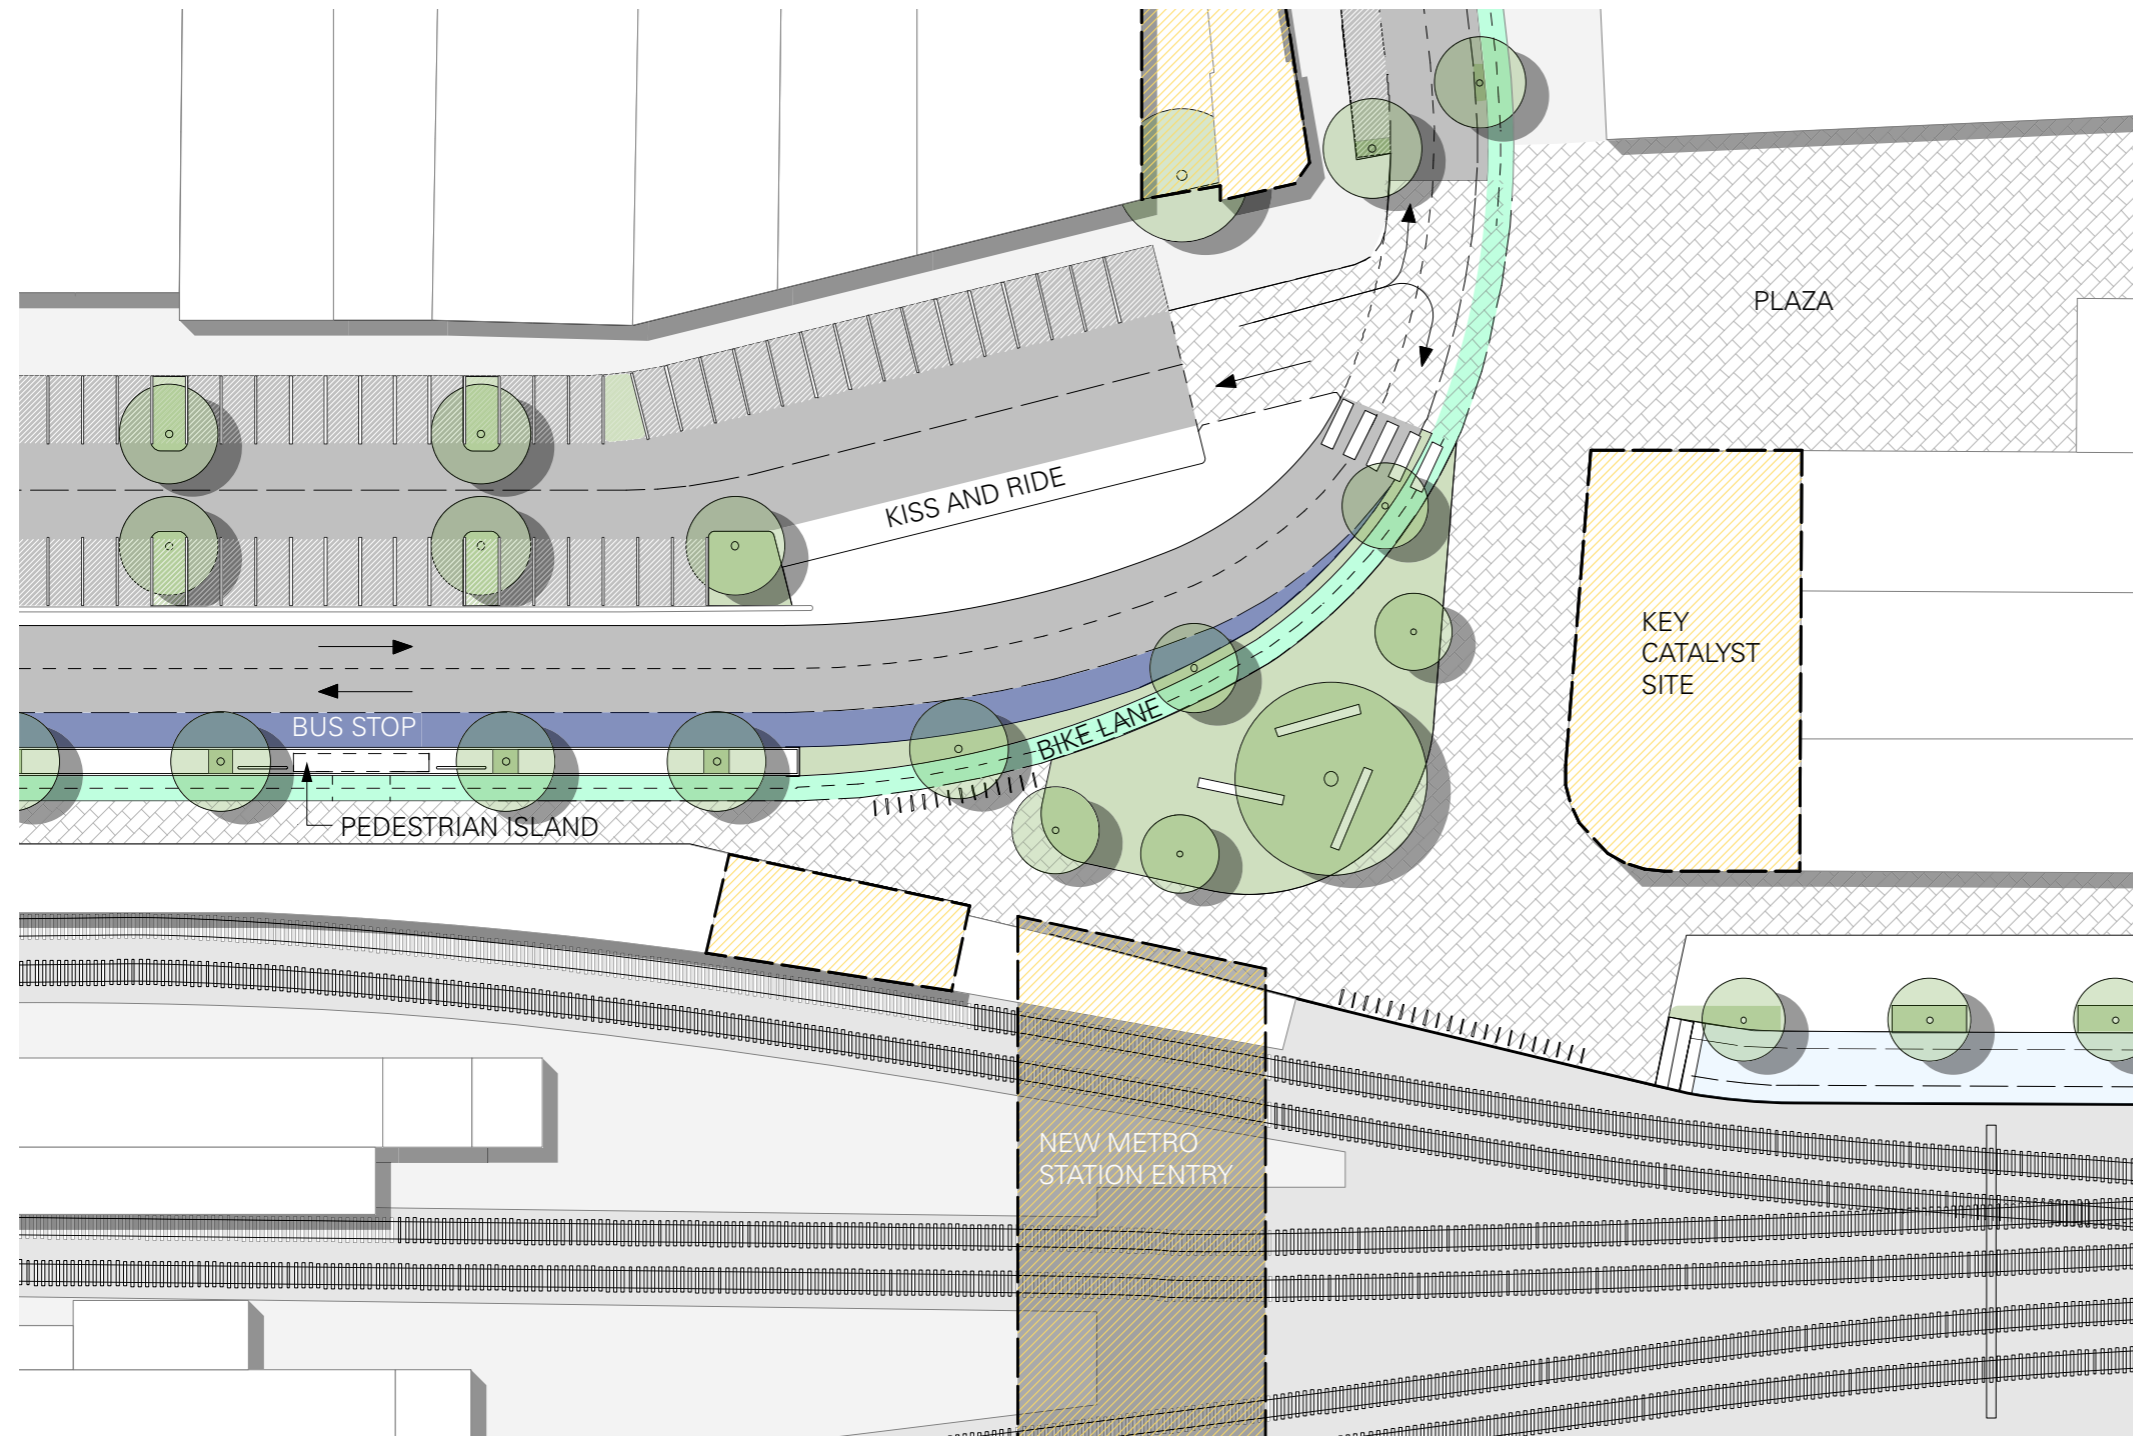 PLAZA
KISS AND RIDE
KEY
CATALYST
SITE
BUS STOP
BIKE LANE
PEDESTRIAN ISLAND
NEW METRO
STATION ENTRY